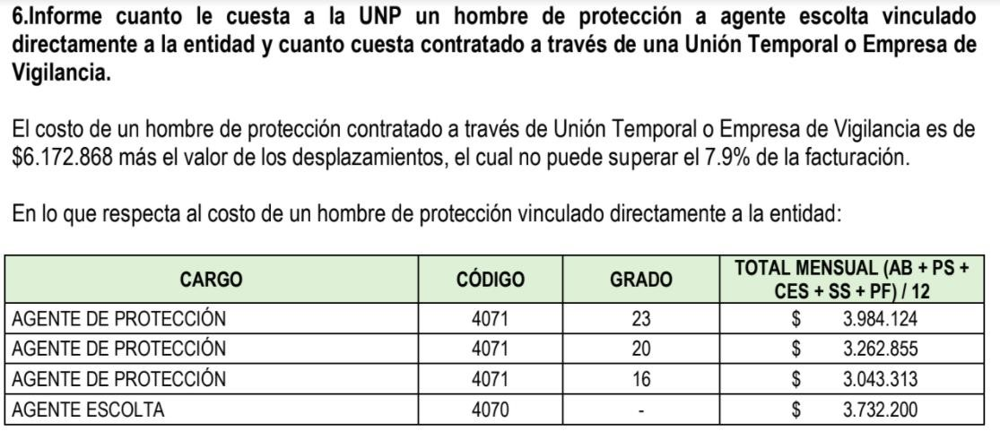 6.Informe cuanto le cuesta a la UNP un hombre de protección a agente escolta vinculado
directamente a la entidad y cuanto cuesta contratado a través de una Unión Temporal o Empresa de
Vigilancia.
El costo de un hombre de protección contratado a través de Unión Temporal o Empresa de Vigilancia es de
$6.172.868 más el valor de los desplazamientos, el cual no puede superar el 7.9% de la facturación.
En lo que respecta al costo de un hombre de protección vinculado directamente a la entidad:
CARGO CÓDIGO GRADO TOTAL MENSUAL (AB + PS +
CES + SS + PF) / 12
AGENTE DE PROTECCIÓN 4071 23 $ 3.984.124
AGENTE DE PROTECCIÓN 4071 20 $ 3.262.855
AGENTE DE PROTECCIÓN 4071 16 $ 3.043.313
AGENTE ESCOLTA 4070 - $ 3.732.200